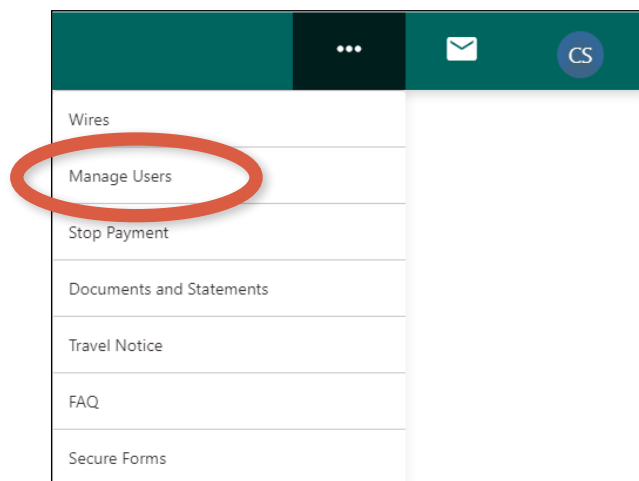 CS
Wires
Manage Users
Stop Payment
Documents and Statements
Travel Notice
FAQ
Secure Forms